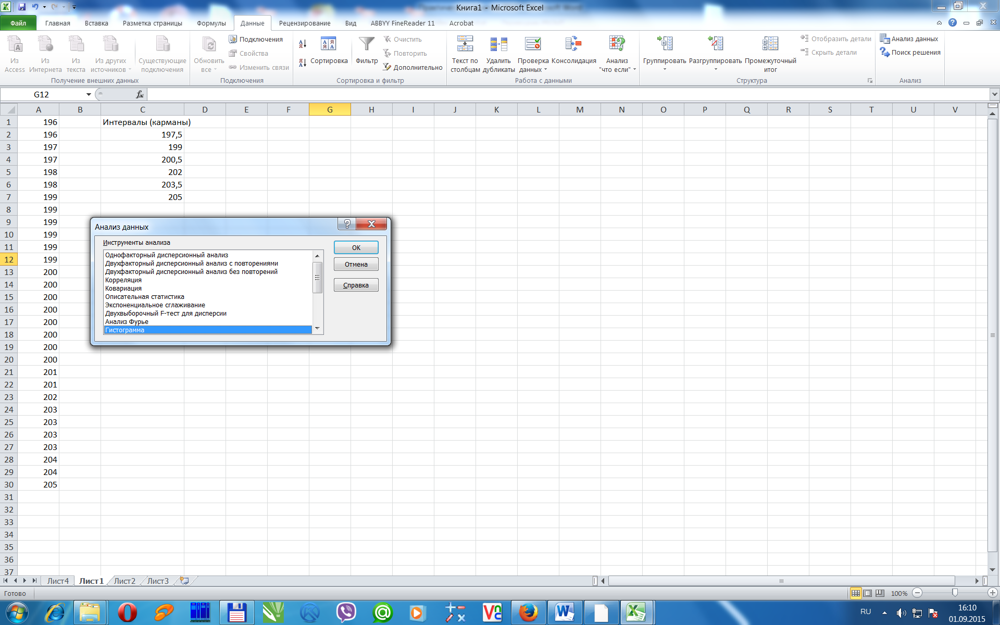 Книга1 - Microsoft Excel
Файл Главная Вставка Разметка страницы Формулы Данные Рецензирование Вид ABBYY FineReader 11 Acrobat
Из Access Из Интернета Из текста Из других источников Существующие подключения
Получение внешних данных
Обновить все Подключения Свойства Изменить связи
Подключения
Сортировка Фильтр Очистить Повторить Дополнительно
Сортировка и фильтр
Текст по столбцам Удалить дубликаты Проверка данных Консолидация Анализ "что если"
Работа с данными
Группировать Разгруппировать Промежуточный итог Отобразить детали Скрыть детали
Структура
Анализ данных Поиск решения
Анализ
G12 fx
A B C D E F G H I J K L M N O P Q R S T U V
1 196 Интервалы (карманы)
2 196 197,5
3 197 199
4 197 200,5
5 198 202
6 198 203,5
7 199 205
8 199
9 199
10 199
11 199
12 199
13 200
14 200
15 200
16 200
17 200
18 200
19 200
20 200
21 201
22 201
23 202
24 203
25 203
26 203
27 203
28 204
29 204
30 205
31
32
33
34
35
36
37
Анализ данных
Инструменты анализа
Однофакторный дисперсионный анализ
Двухфакторный дисперсионный анализ с повторениями
Двухфакторный дисперсионный анализ без повторений
Корреляция
Ковариация
Описательная статистика
Экспоненциальное сглаживание
Двухвыборочный F-тест для дисперсии
Анализ Фурье
Гистограмма
OK
Отмена
Справка
Лист4 Лист1 Лист2 Лист3
Готово 100%
RU 16:10
01.09.2015